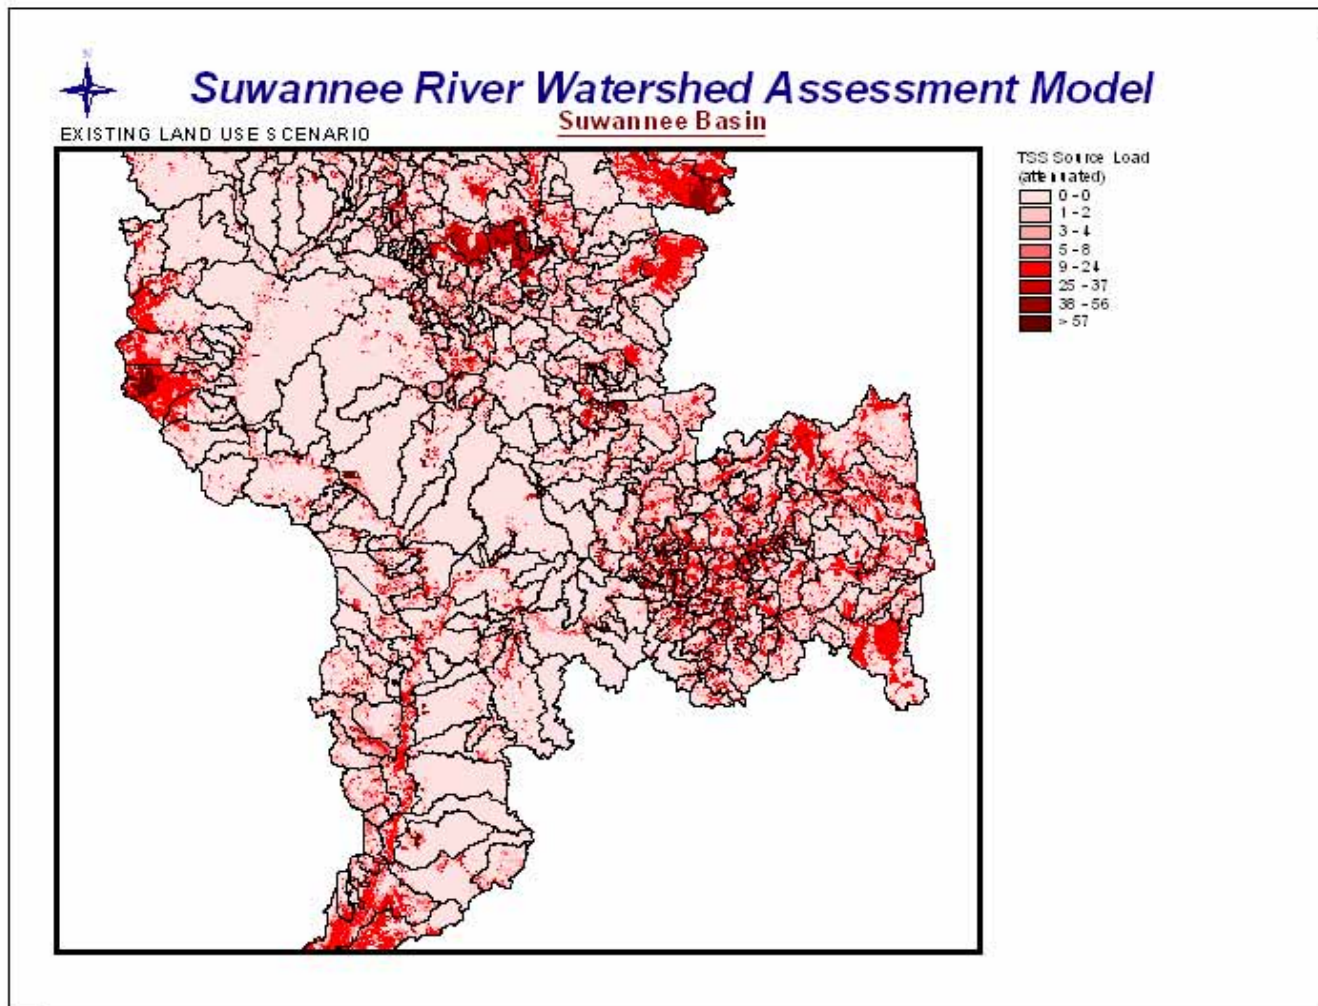 N
Suwannee River Watershed Assessment Model
Suwannee Basin
EXISTING LAND USE SCENARIO
TSS Source Load
(attenuated)
0 - 0
1 - 2
3 - 4
5 - 8
9 - 24
25 - 37
38 - 56
> 57